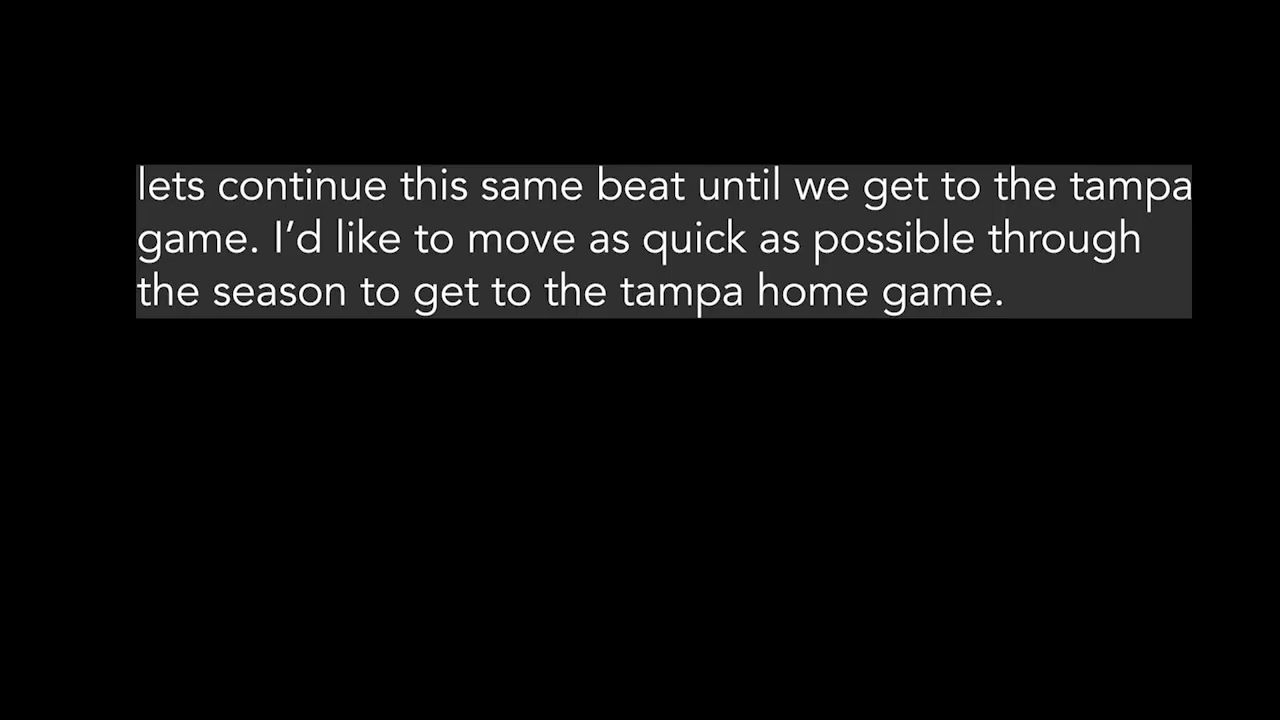 lets continue this same beat until we get to the tampa
game. I’d like to move as quick as possible through
the season to get to the tampa home game.